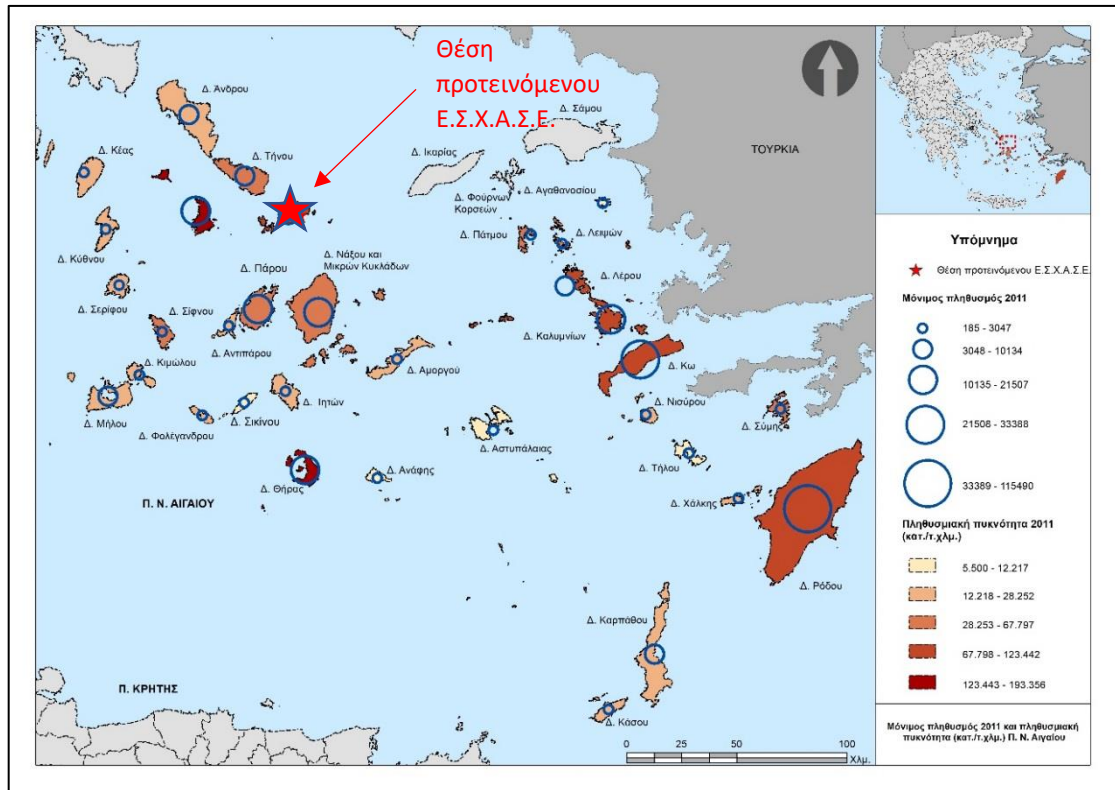 Θέση
προτεινόμενου
Ε.Σ.Χ.Α.Σ.Ε.
Δ. Άνδρου
Δ. Σάμου
Δ. Κέας
Δ. Τήνου
Δ. Ικαρίας
ΤΟΥΡΚΙΑ
Δ. Αγαθονησίου
Δ. Φούρνων
Κορσεών
Δ. Πάτμου
Δ. Λειψών
Δ. Κύθνου
Δ. Νάξου και
Μικρών Κυκλάδων
Δ. Πάρου
Δ. Λέρου
Δ. Σερίφου
Δ. Σίφνου
Δ. Αντιπάρου
Δ. Καλυμνίων
Δ. Κιμώλου
Δ. Αμοργού
Δ. Κω
Δ. Μήλου
Δ. Ιητών
Δ. Νισύρου
Δ. Φολέγανδρου
Δ. Σικίνου
Δ. Σύμης
Δ. Αστυπάλαιας
Δ. Τήλου
Δ. Ανάφης
Δ. Θήρας
Δ. Χάλκης
Π. Ν. ΑΙΓΑΙΟΥ
Δ. Ρόδου
Δ. Καρπάθου
Π. ΚΡΗΤΗΣ
Δ. Κάσου
0 25 50 100
Χλμ.
Υπόμνημα
Θέση προτεινόμενου Ε.Σ.Χ.Α.Σ.Ε.
Μόνιμος πληθυσμός 2011
185 - 3047
3048 - 10134
10135 - 21507
21508 - 33388
33389 - 115490
Πληθυσμιακή πυκνότητα 2011
(κατ./τ.χλμ.)
5.500 - 12.217
12.218 - 28.252
28.253 - 67.797
67.798 - 123.442
123.443 - 193.356
Μόνιμος πληθυσμός 2011 και πληθυσμιακή
πυκνότητα (κατ./τ.χλμ.) Π. Ν. Αιγαίου